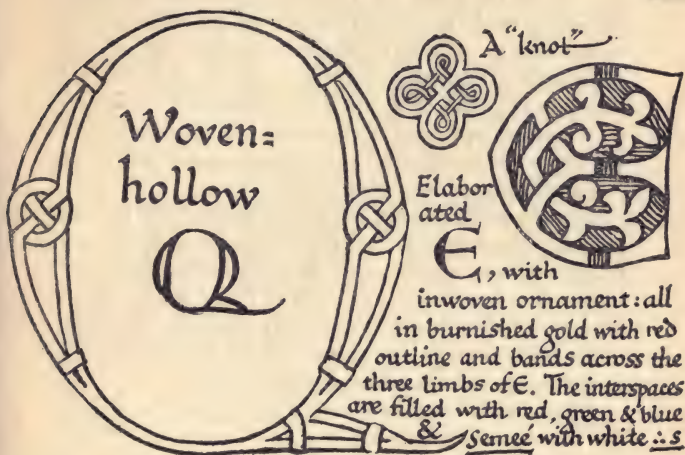 Woven=
hollow
Q
A "knot"
Elabor
ated
E, with
inwoven ornament: all
in burnished gold with red
outline and bands across the
three limbs of E. The interspaces
are filled with red, green & blue
& Semeé with white ∴s